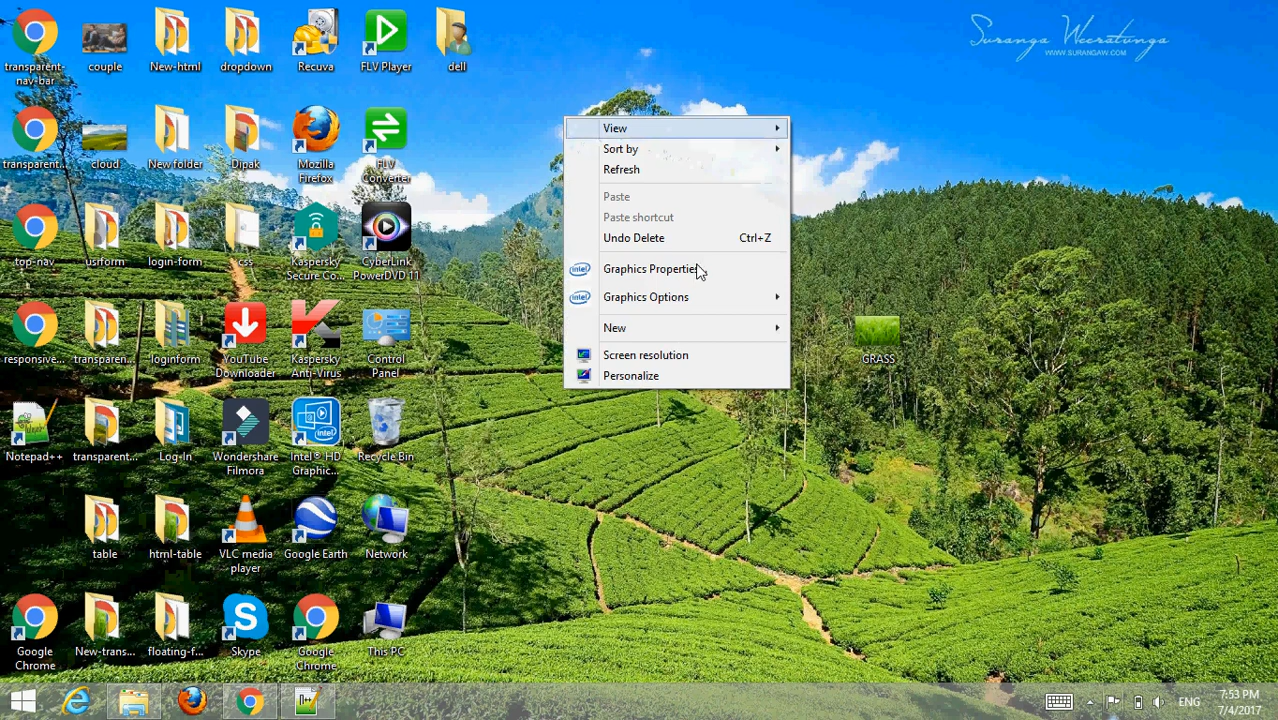 Suranga Weeratunga
WWW.SURANGAW.COM
transparent-
nav-bar
couple
New-html
dropdown
Recuva
FLV Player
dell
transparent...
cloud
New folder
Dipak
Mozilla
Firefox
FLV
Converter
top-nav
usrform
login-form
css
Kaspersky
Secure Co...
CyberLink
PowerDVD 11
responsive...
transparen...
loginform
YouTube
Downloader
Kaspersky
Anti-Virus
Control
Panel
Notepad++
transparent...
Log-In
Wondershare
Filmora
Intel® HD
Graphic...
Recycle Bin
table
html-table
VLC media
player
Google Earth
Network
Google
Chrome
New-trans...
floating-f...
Skype
Google
Chrome
This PC
View
Sort by
Refresh
Paste
Paste shortcut
Undo Delete Ctrl+Z
intel Graphics Properties
intel Graphics Options
New
Screen resolution
Personalize
GRASS
ENG
7:53 PM
7/4/2017